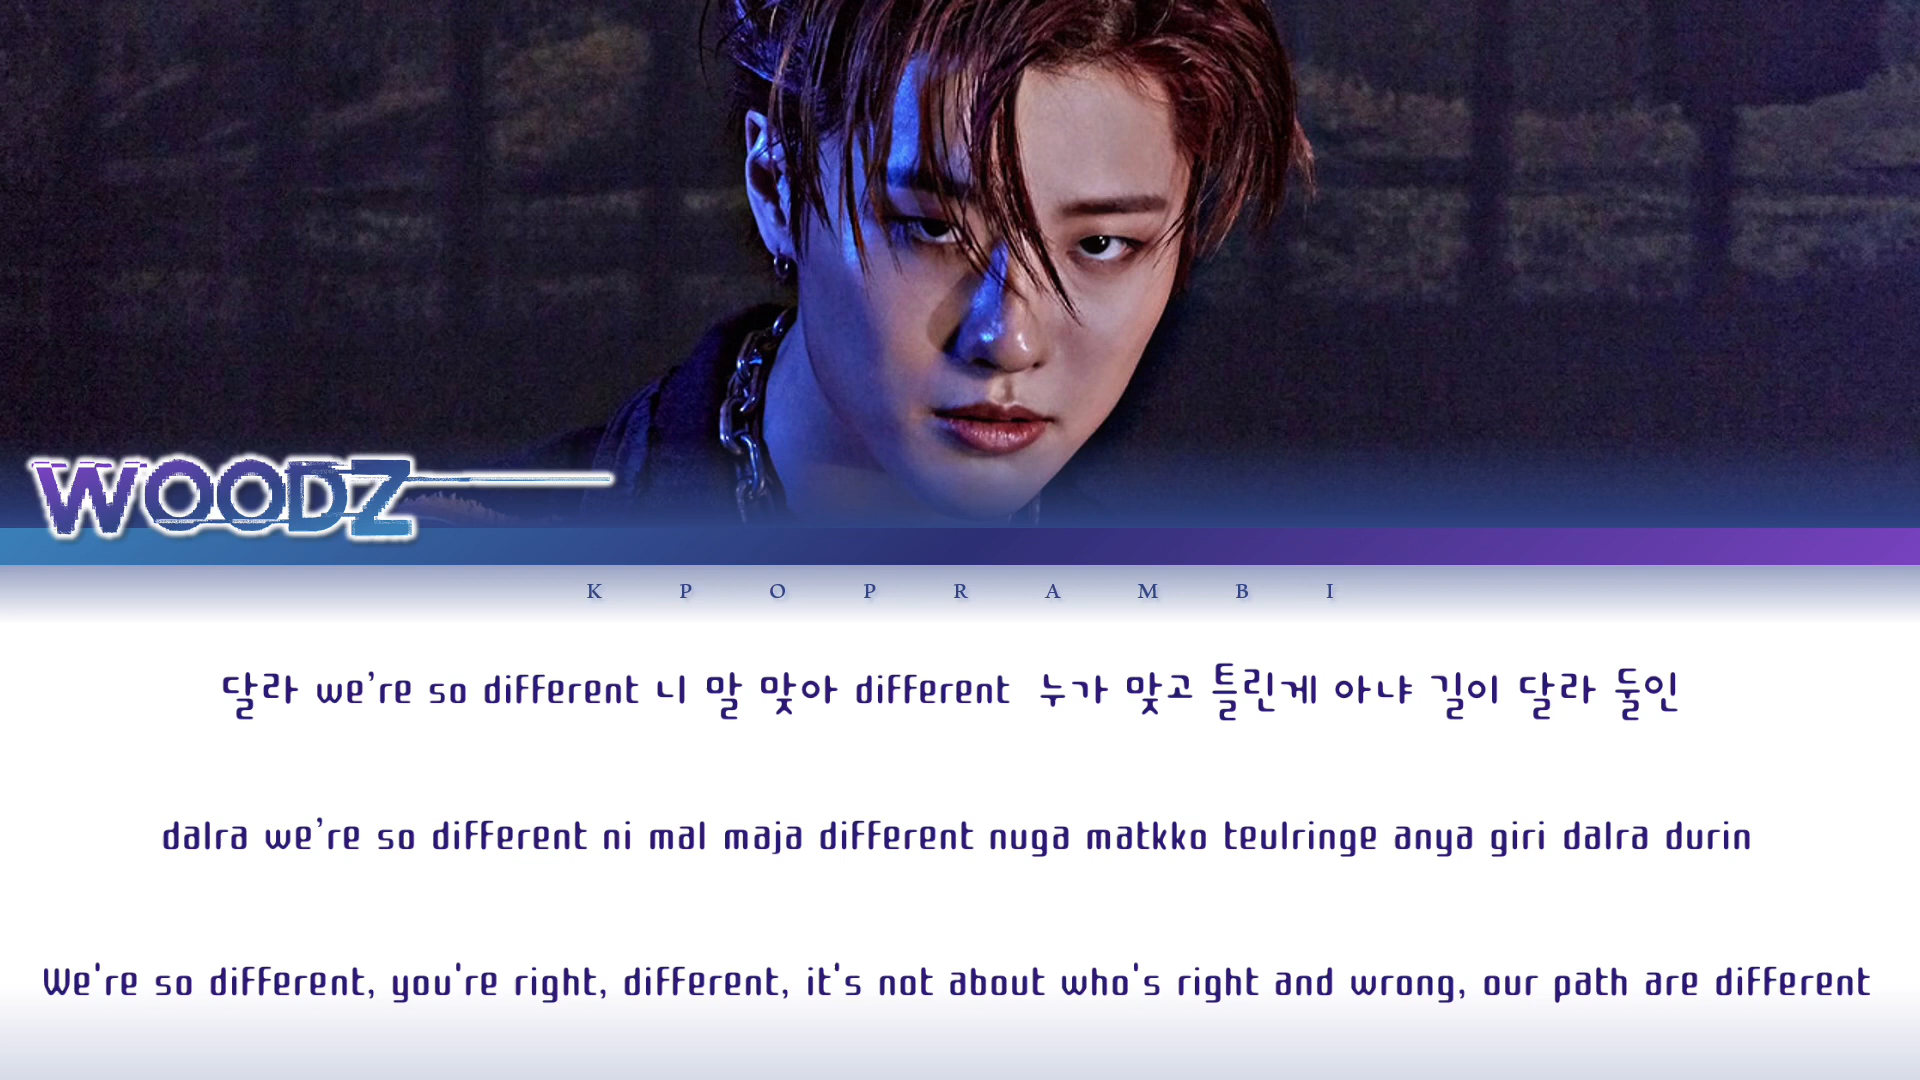 WOODZ
KPOPRAMBI
달라 we're so different 니 말 맞아 different 누가 맞고 틀린게 아냐 길이 달라 둘인
dalra we're so different ni mal maja different nuga matkko teulringe anya giri dalra durin
We're so different, you're right, different, it's not about who's right and wrong, our path are different